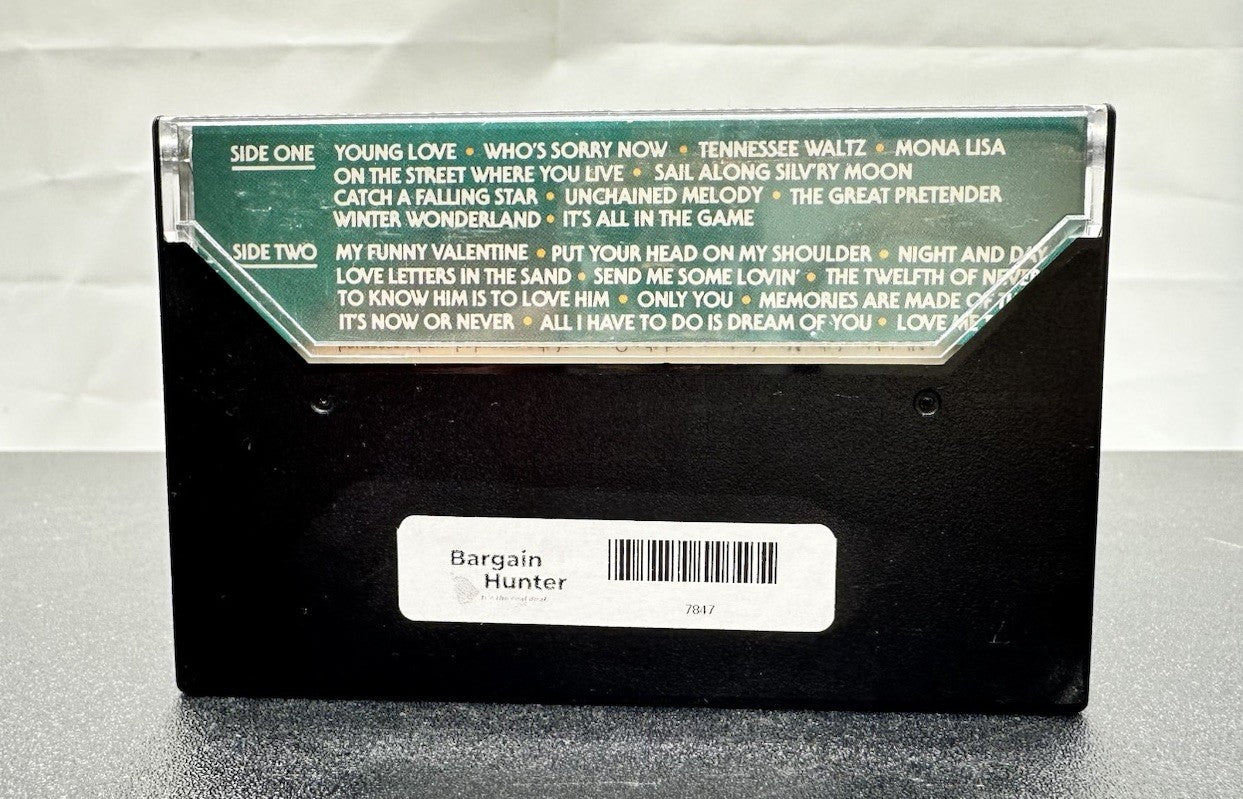 SIDE ONE YOUNG LOVE • WHO'S SORRY NOW • TENNESSEE WALTZ • MONA LISA
ON THE STREET WHERE YOU LIVE • SAIL ALONG SILV'RY MOON
CATCH A FALLING STAR • UNCHAINED MELODY • THE GREAT PRETENDER
WINTER WONDERLAND • IT'S ALL IN THE GAME
SIDE TWO MY FUNNY VALENTINE • PUT YOUR HEAD ON MY SHOULDER • NIGHT AND DAY
LOVE LETTERS IN THE SAND • SEND ME SOME LOVIN' • THE TWELFTH OF NEVER
TO KNOW HIM IS TO LOVE HIM • ONLY YOU • MEMORIES ARE MADE OF
IT'S NOW OR NEVER • ALL I HAVE TO DO IS DREAM OF YOU • LOVE ME
Bargain
Hunter
7847